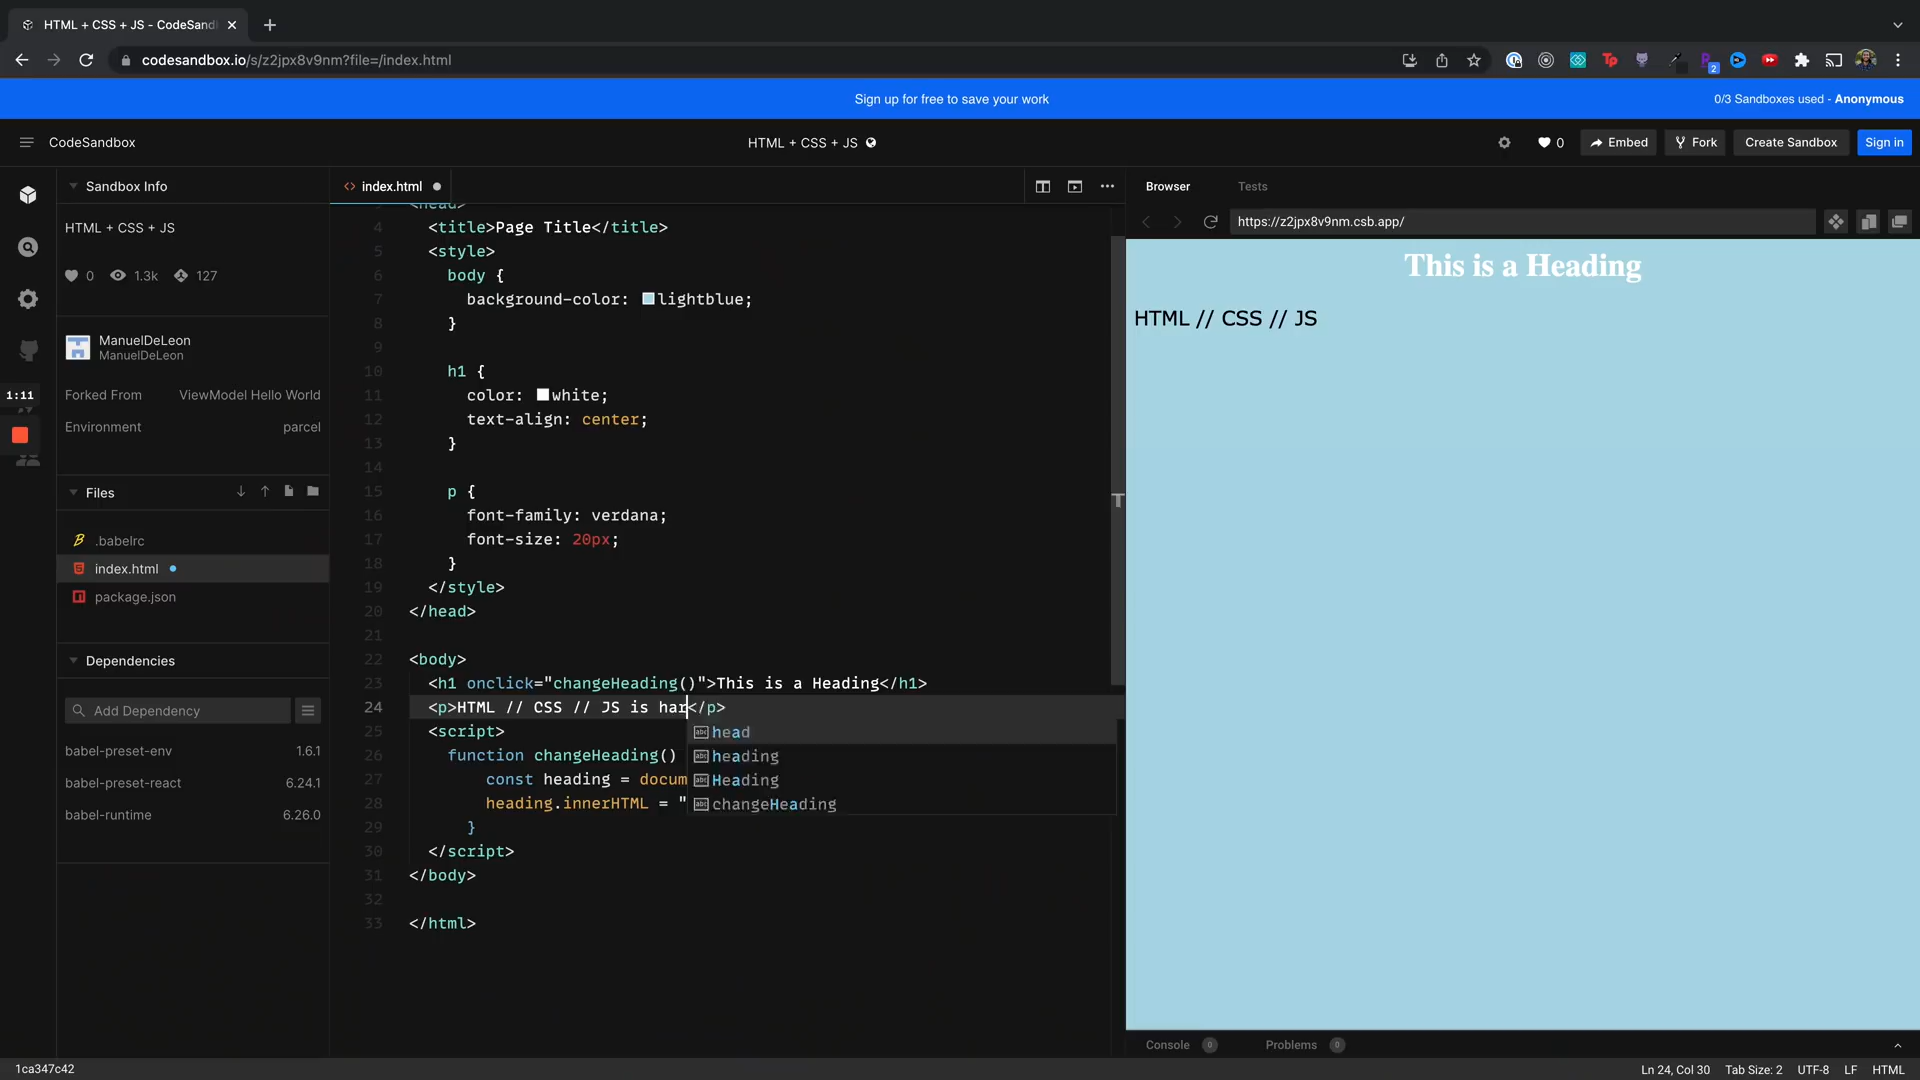 HTML + CSS + JS - CodeSand
codesandbox.io/s/z2jpx8v9nm?file=/index.html
Tp
2
Sign up for free to save your work
0/3 Sandboxes used - Anonymous
CodeSandbox
HTML + CSS + JS
0
Embed
Fork
Create Sandbox
Sign in
Sandbox Info
HTML + CSS + JS
0
1.3k
127
ManuelDeLeon
ManuelDeLeon
1:11
Forked From
ViewModel Hello World
Environment
parcel
Files
.babelrc
index.html
package.json
Dependencies
Add Dependency
babel-preset-env
1.6.1
babel-preset-react
6.24.1
babel-runtime
6.26.0
<> index.html
<head>
4 <title>Page Title</title>
5 <style>
6 body {
7 background-color: lightblue;
8 }
9
10 h1 {
11 color: white;
12 text-align: center;
13 }
14
15 p {
16 font-family: verdana;
17 font-size: 20px;
18 }
19 </style>
20 </head>
21
22 <body>
23 <h1 onclick="changeHeading()">This is a Heading</h1>
24 <p>HTML // CSS // JS is har</p>
25 <script>
26 function changeHeading()
27 const heading = docum
28 heading.innerHTML = "
29 }
30 </script>
31 </body>
32
33 </html>
abc head
abc heading
abc Heading
abc changeHeading
Browser
Tests
https://z2jpx8v9nm.csb.app/
This is a Heading
HTML // CSS // JS
Console 0
Problems 0
1ca347c42
Ln 24, Col 30
Tab Size: 2
UTF-8
LF
HTML